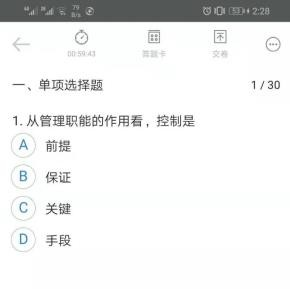 79
B/s
53
2:28
00:59:43
答题卡
交卷
一、单项选择题
1 / 30
1. 从管理职能的作用看，控制是
A 前提
B 保证
C 关键
D 手段